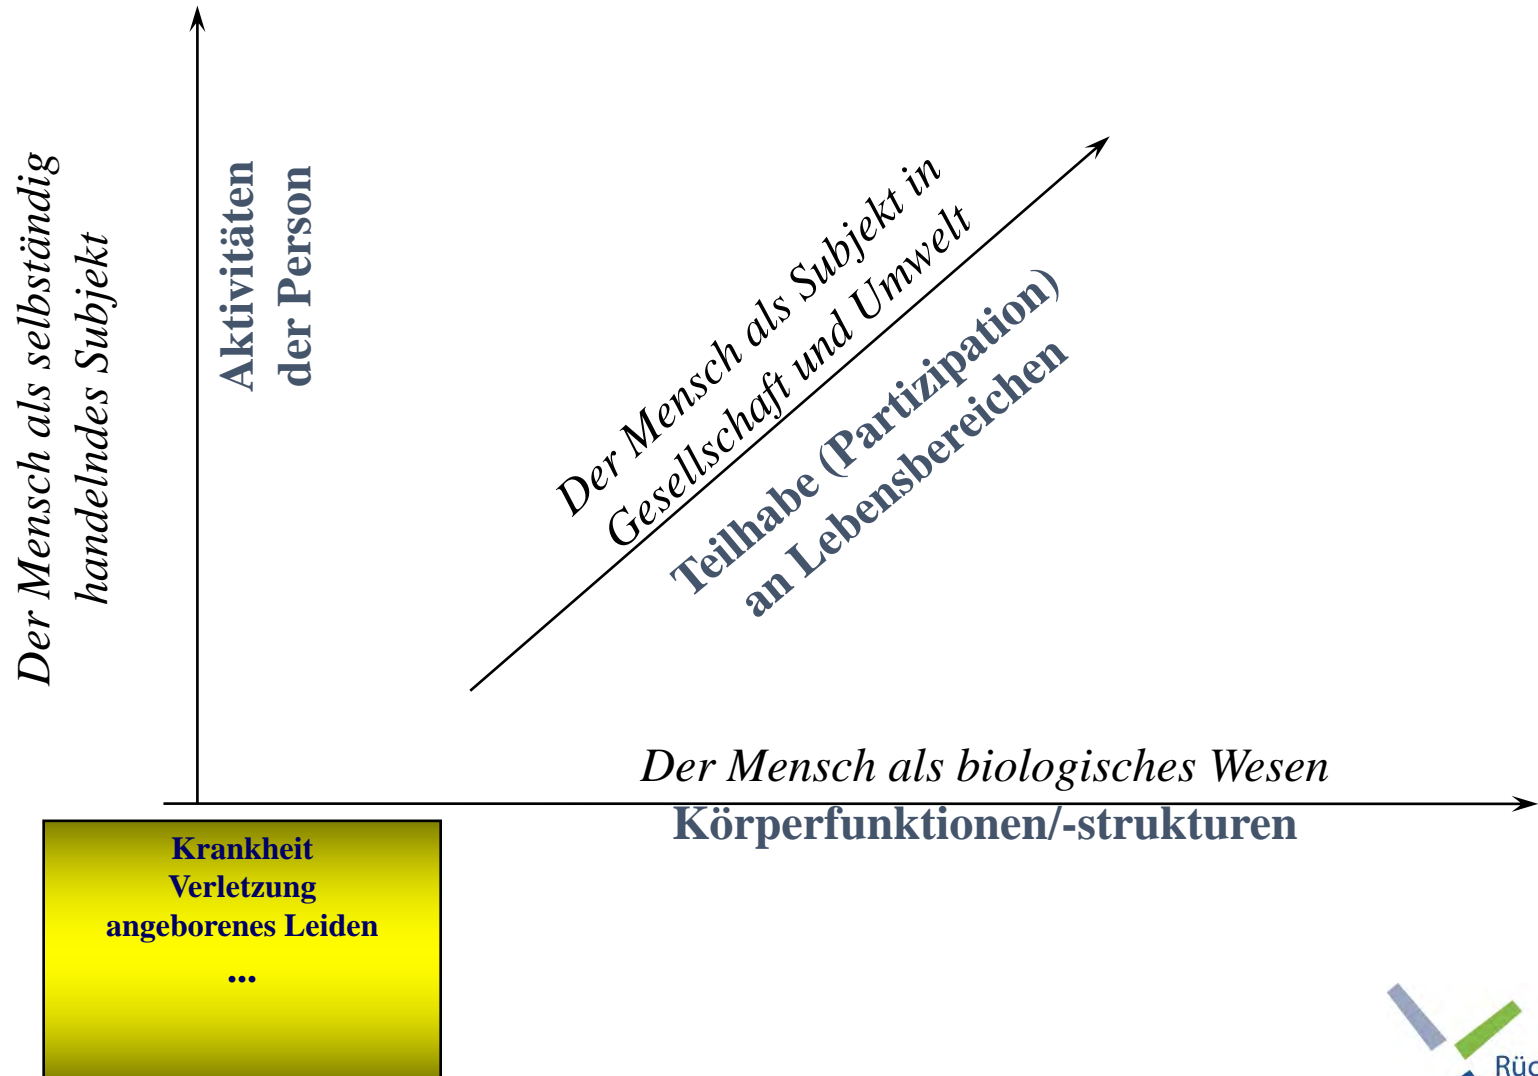 Der Mensch als selbständig
handelndes Subjekt
Aktivitäten
der Person
Der Mensch als Subjekt in
Gesellschaft und Umwelt
Teilhabe (Partizipation)
an Lebensbereichen
Der Mensch als biologisches Wesen
Körperfunktionen/-strukturen
Krankheit
Verletzung
angeborenes Leiden
...